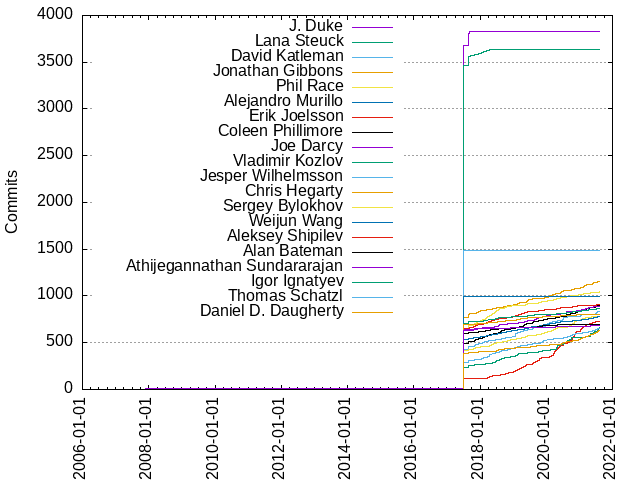 4000
3500
3000
2500
2000
1500
1000
500
0
Commits
J. Duke
Lana Steuck
David Katleman
Jonathan Gibbons
Phil Race
Alejandro Murillo
Erik Joelsson
Coleen Phillimore
Joe Darcy
Vladimir Kozlov
Jesper Wilhelmsson
Chris Hegarty
Sergey Bylokhov
Weijun Wang
Aleksey Shipilev
Alan Bateman
Athijegannathan Sundararajan
Igor Ignatyev
Thomas Schatzl
Daniel D. Daugherty
2006-01-01
2008-01-01
2010-01-01
2012-01-01
2014-01-01
2016-01-01
2018-01-01
2020-01-01
2022-01-01